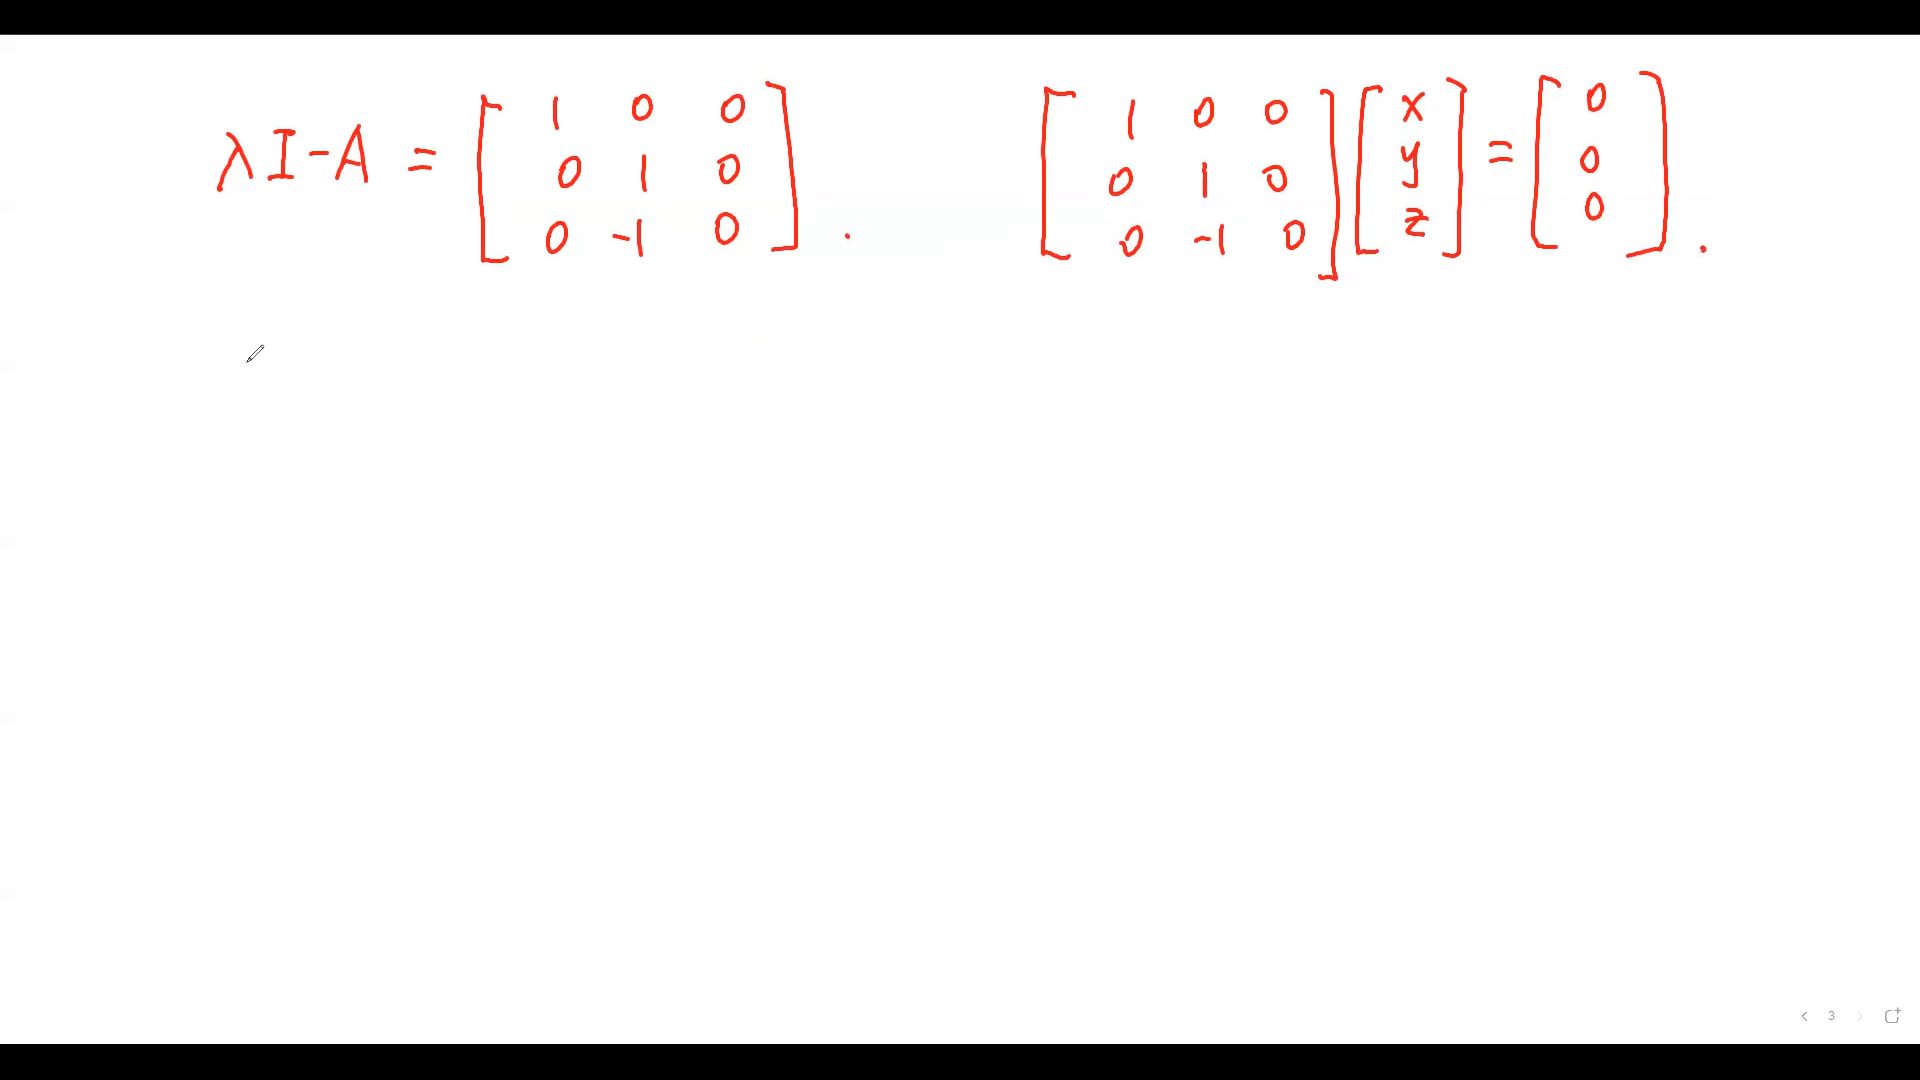 λI-A = [ 1 0 0 ; 0 1 0 ; 0 -1 0 ] .
[ 1 0 0 ; 0 1 0 ; 0 -1 0 ] [ x ; y ; z ] = [ 0 ; 0 ; 0 ] .
3